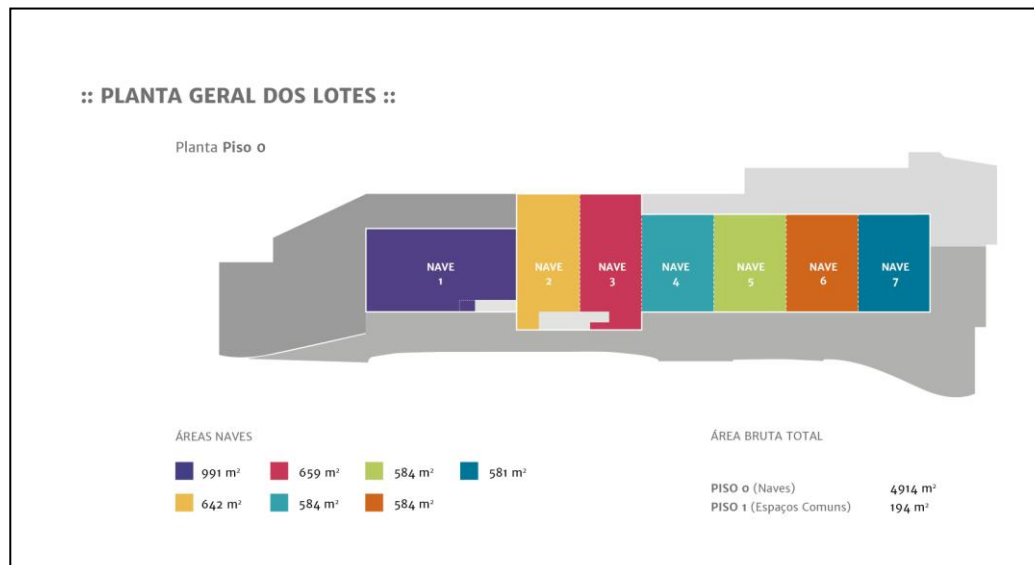 :: PLANTA GERAL DOS LOTES ::
Planta Piso 0
NAVE
1
NAVE
2
NAVE
3
NAVE
4
NAVE
5
NAVE
6
NAVE
7
ÁREAS NAVES
991 m²
659 m²
584 m²
581 m²
642 m²
584 m²
584 m²
ÁREA BRUTA TOTAL
PISO 0 (Naves) 4914 m²
PISO 1 (Espaços Comuns) 194 m²